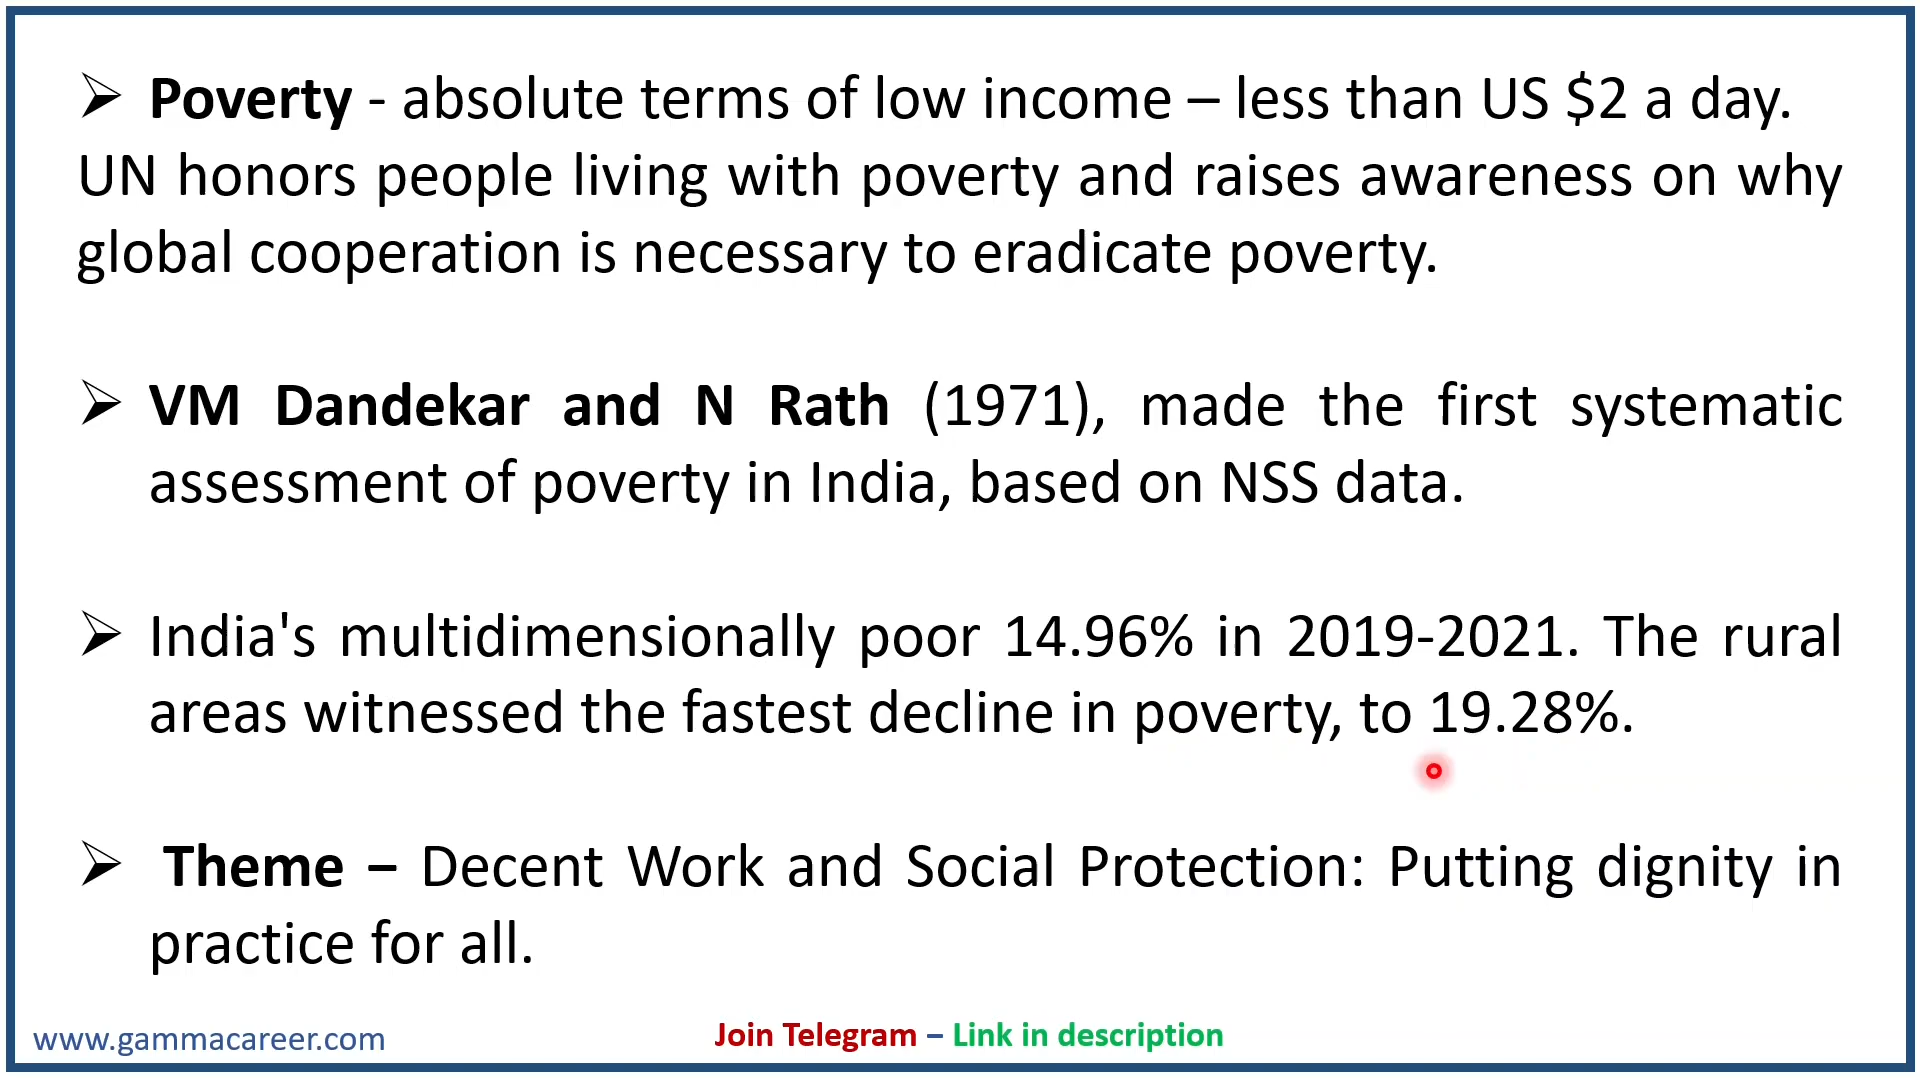 ➢ Poverty - absolute terms of low income – less than US $2 a day.
UN honors people living with poverty and raises awareness on why
global cooperation is necessary to eradicate poverty.
➢ VM Dandekar and N Rath (1971), made the first systematic
assessment of poverty in India, based on NSS data.
➢ India's multidimensionally poor 14.96% in 2019-2021. The rural
areas witnessed the fastest decline in poverty, to 19.28%.
➢ Theme – Decent Work and Social Protection: Putting dignity in
practice for all.
www.gammacareer.com
Join Telegram – Link in description